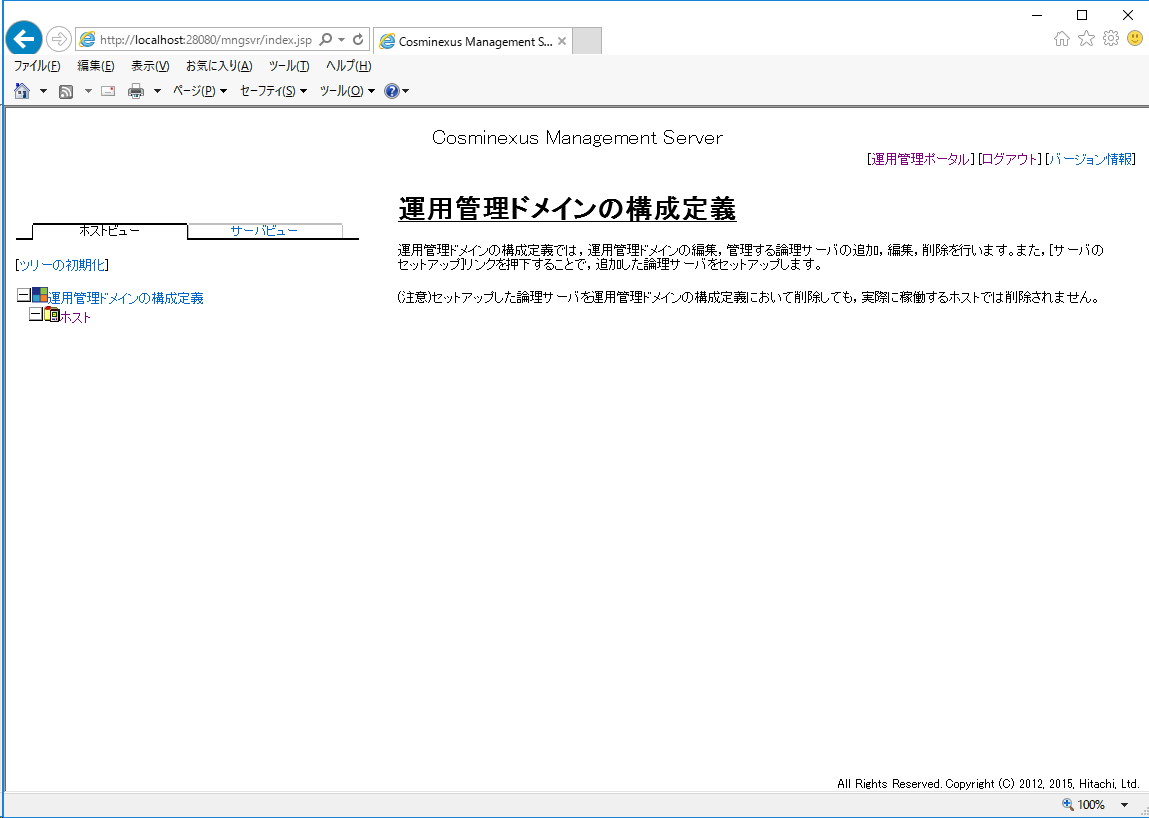 http://localhost:28080/mngsvr/index.jsp
Cosminexus Management S...
ファイル(F) 編集(E) 表示(V) お気に入り(A) ツール(T) ヘルプ(H)
ページ(P) セーフティ(S) ツール(O)
Cosminexus Management Server
[運用管理ポータル] [ログアウト] [バージョン情報]
ホストビュー サーバビュー
[ツリーの初期化]
運用管理ドメインの構成定義
ホスト
運用管理ドメインの構成定義
運用管理ドメインの構成定義では，運用管理ドメインの編集，管理する論理サーバの追加，編集，削除を行います。また，[サーバの
セットアップ]リンクを押下することで，追加した論理サーバをセットアップします。
(注意)セットアップした論理サーバを運用管理ドメインの構成定義において削除しても，実際に稼働するホストでは削除されません。
All Rights Reserved. Copyright (C) 2012, 2015, Hitachi, Ltd.
100%